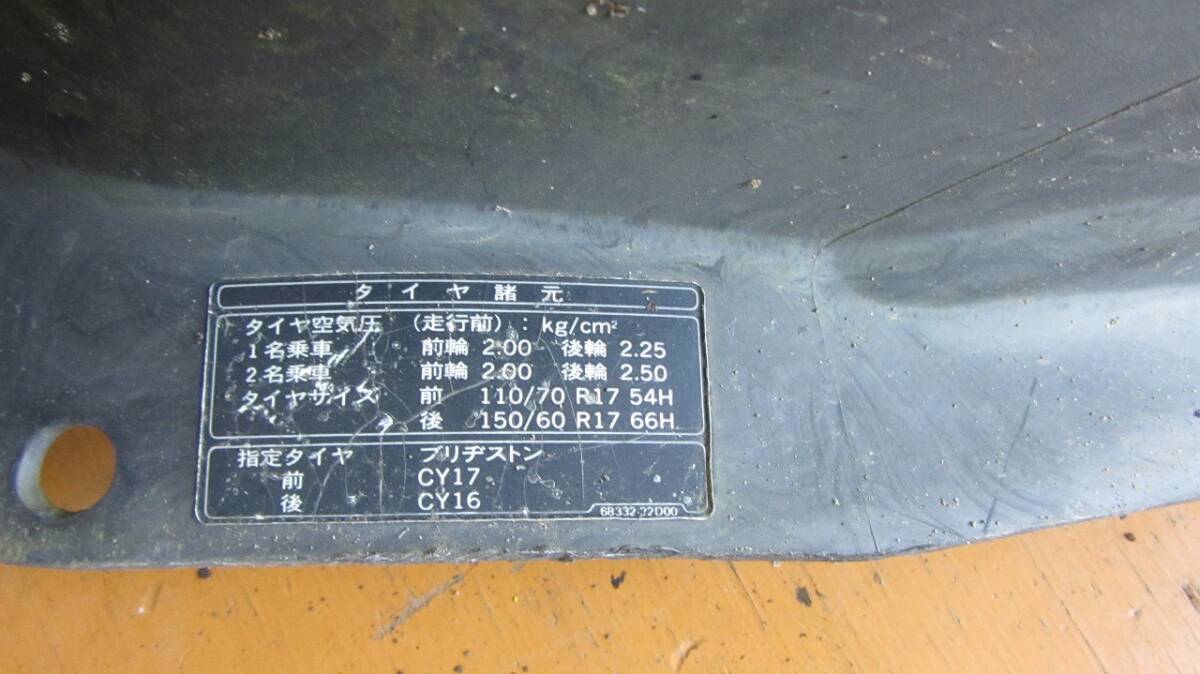 タイヤ諸元
タイヤ空気圧 (走行前) : kg/cm²
1名乗車 前輪 2.00 後輪 2.25
2名乗車 前輪 2.00 後輪 2.50
タイヤサイズ 前 110/70 R17 54H
後 150/60 R17 66H
指定タイヤ ブリヂストン
前 CY17
後 CY16
68332-22D00